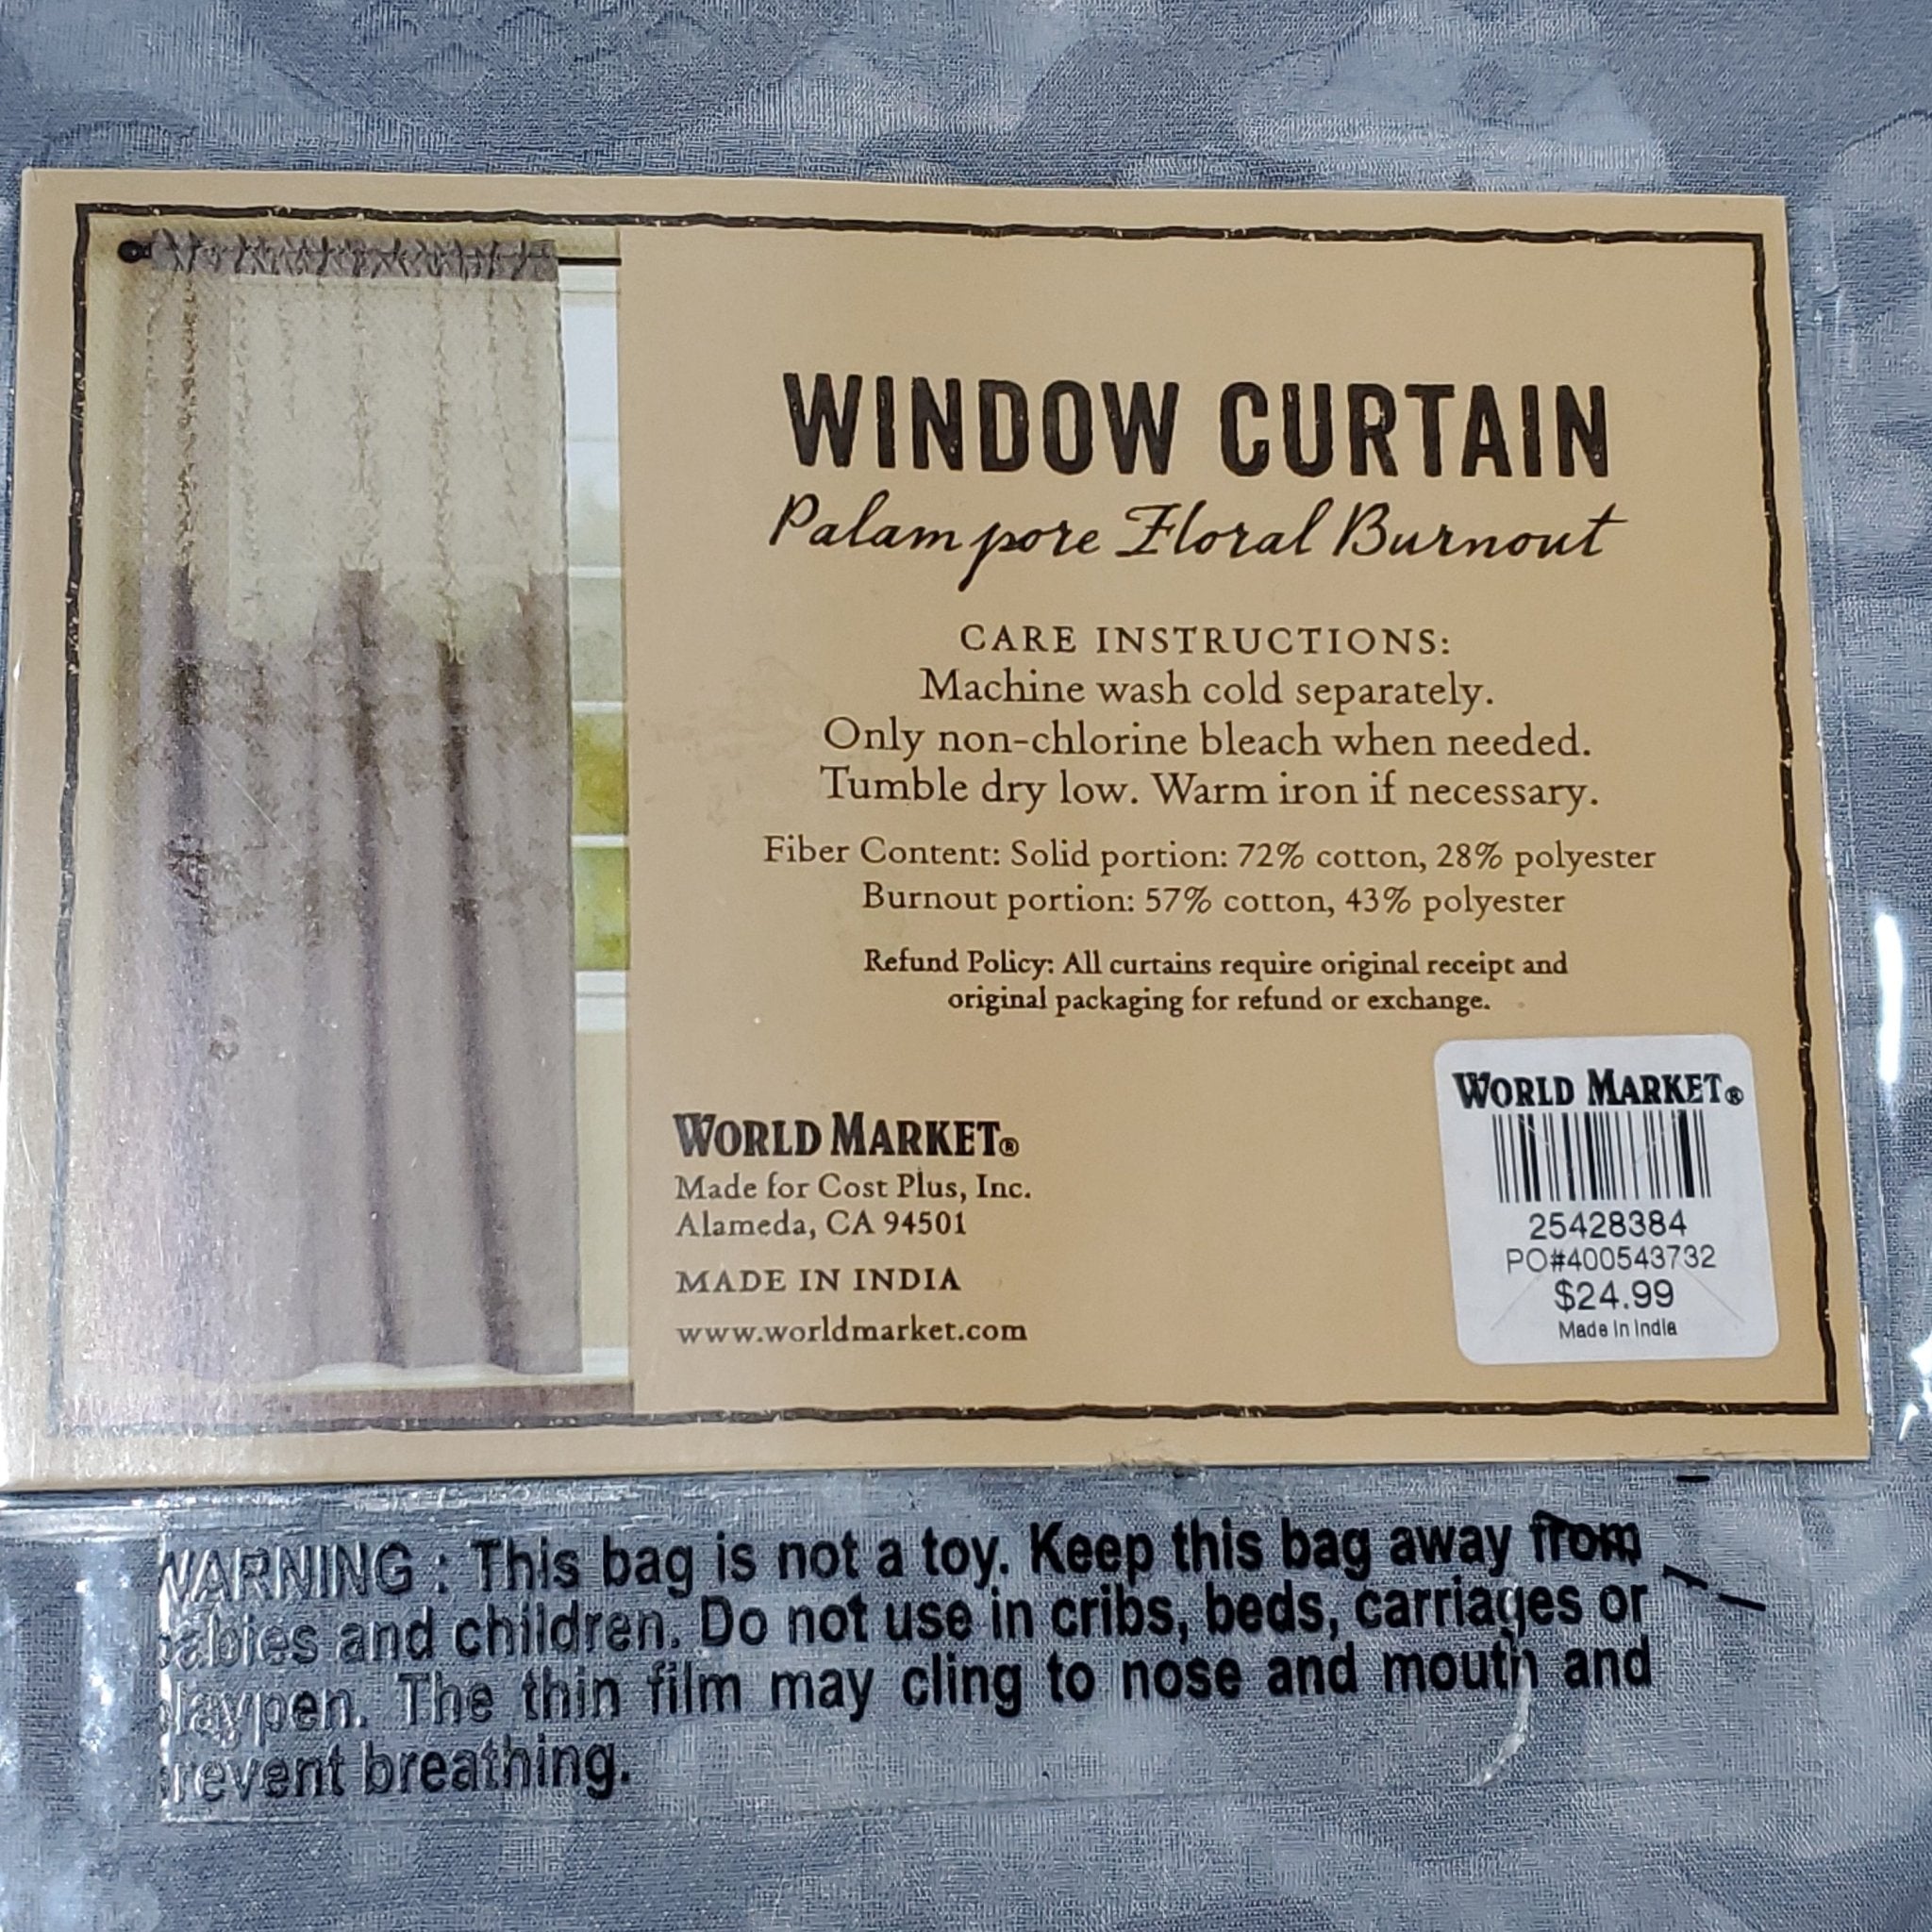 WINDOW CURTAIN
Palampore Floral Burnout
CARE INSTRUCTIONS:
Machine wash cold separately.
Only non-chlorine bleach when needed.
Tumble dry low. Warm iron if necessary.
Fiber Content: Solid portion: 72% cotton, 28% polyester
Burnout portion: 57% cotton, 43% polyester
Refund Policy: All curtains require original receipt and
original packaging for refund or exchange.
WORLD MARKET®
Made for Cost Plus, Inc.
Alameda, CA 94501
MADE IN INDIA
www.worldmarket.com
WORLD MARKET®
25428384
PO#400543732
$24.99
Made In India
WARNING : This bag is not a toy. Keep this bag away from
babies and children. Do not use in cribs, beds, carriages or
laypen. The thin film may cling to nose and mouth and
revent breathing.